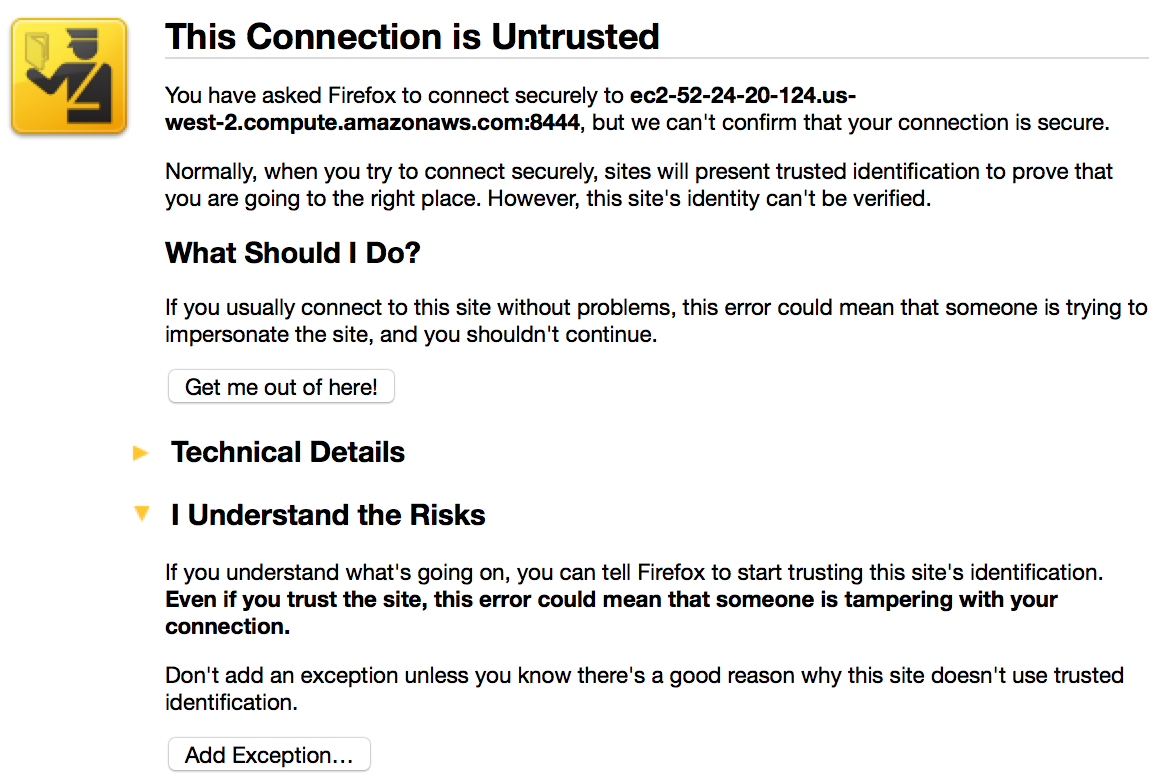 This Connection is Untrusted
You have asked Firefox to connect securely to ec2-52-24-20-124.us-
west-2.compute.amazonaws.com:8444, but we can't confirm that your connection is secure.
Normally, when you try to connect securely, sites will present trusted identification to prove that
you are going to the right place. However, this site's identity can't be verified.
What Should I Do?
If you usually connect to this site without problems, this error could mean that someone is trying to
impersonate the site, and you shouldn't continue.
Get me out of here!
Technical Details
I Understand the Risks
If you understand what's going on, you can tell Firefox to start trusting this site's identification.
Even if you trust the site, this error could mean that someone is tampering with your
connection.
Don't add an exception unless you know there's a good reason why this site doesn't use trusted
identification.
Add Exception...